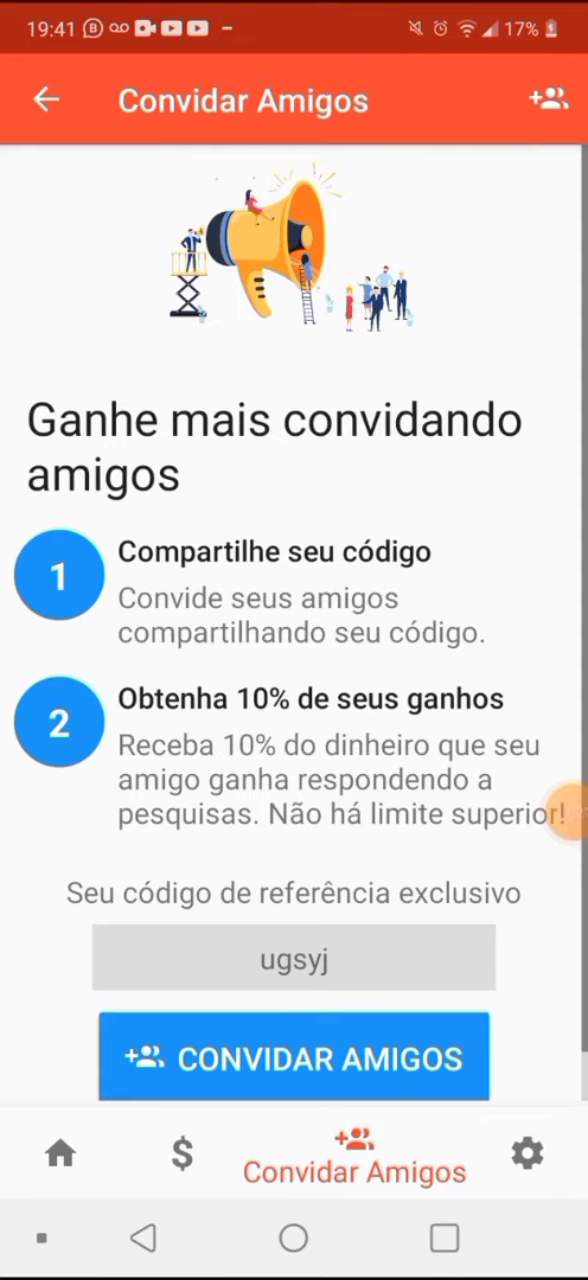 19:41 17%
Convidar Amigos
Ganhe mais convidando
amigos
1 Compartilhe seu código
Convide seus amigos
compartilhando seu código.
2 Obtenha 10% de seus ganhos
Receba 10% do dinheiro que seu
amigo ganha respondendo a
pesquisas. Não há limite superior!
Seu código de referência exclusivo
ugsyj
CONVIDAR AMIGOS
$ Convidar Amigos